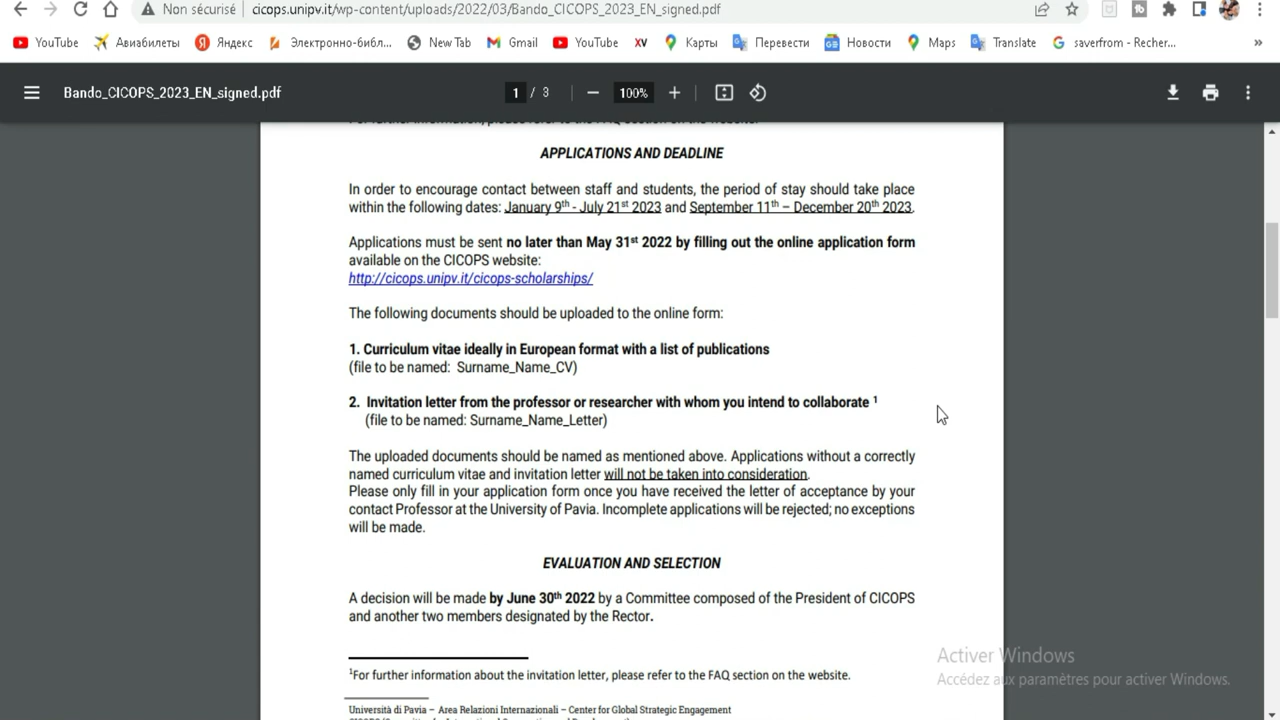 Non sécurisé cicops.unipv.it/wp-content/uploads/2022/03/Bando_CICOPS_2023_EN_signed.pdf
YouTube Авиабилеты Яндекс Электронно-библ... New Tab Gmail YouTube XV Карты Перевести Новости Maps Translate saverfrom - Recher... »
Bando_CICOPS_2023_EN_signed.pdf 1 / 3 100%
APPLICATIONS AND DEADLINE
In order to encourage contact between staff and students, the period of stay should take place
within the following dates: January 9th - July 21st 2023 and September 11th – December 20th 2023.
Applications must be sent no later than May 31st 2022 by filling out the online application form
available on the CICOPS website:
http://cicops.unipv.it/cicops-scholarships/
The following documents should be uploaded to the online form:
1. Curriculum vitae ideally in European format with a list of publications
(file to be named: Surname_Name_CV)
2. Invitation letter from the professor or researcher with whom you intend to collaborate 1
(file to be named: Surname_Name_Letter)
The uploaded documents should be named as mentioned above. Applications without a correctly
named curriculum vitae and invitation letter will not be taken into consideration.
Please only fill in your application form once you have received the letter of acceptance by your
contact Professor at the University of Pavia. Incomplete applications will be rejected; no exceptions
will be made.
EVALUATION AND SELECTION
A decision will be made by June 30th 2022 by a Committee composed of the President of CICOPS
and another two members designated by the Rector.
Activer Windows
Accédez aux paramètres pour activer Windows.
1For further information about the invitation letter, please refer to the FAQ section on the website.
Università di Pavia – Area Relazioni Internazionali – Center for Global Strategic Engagement